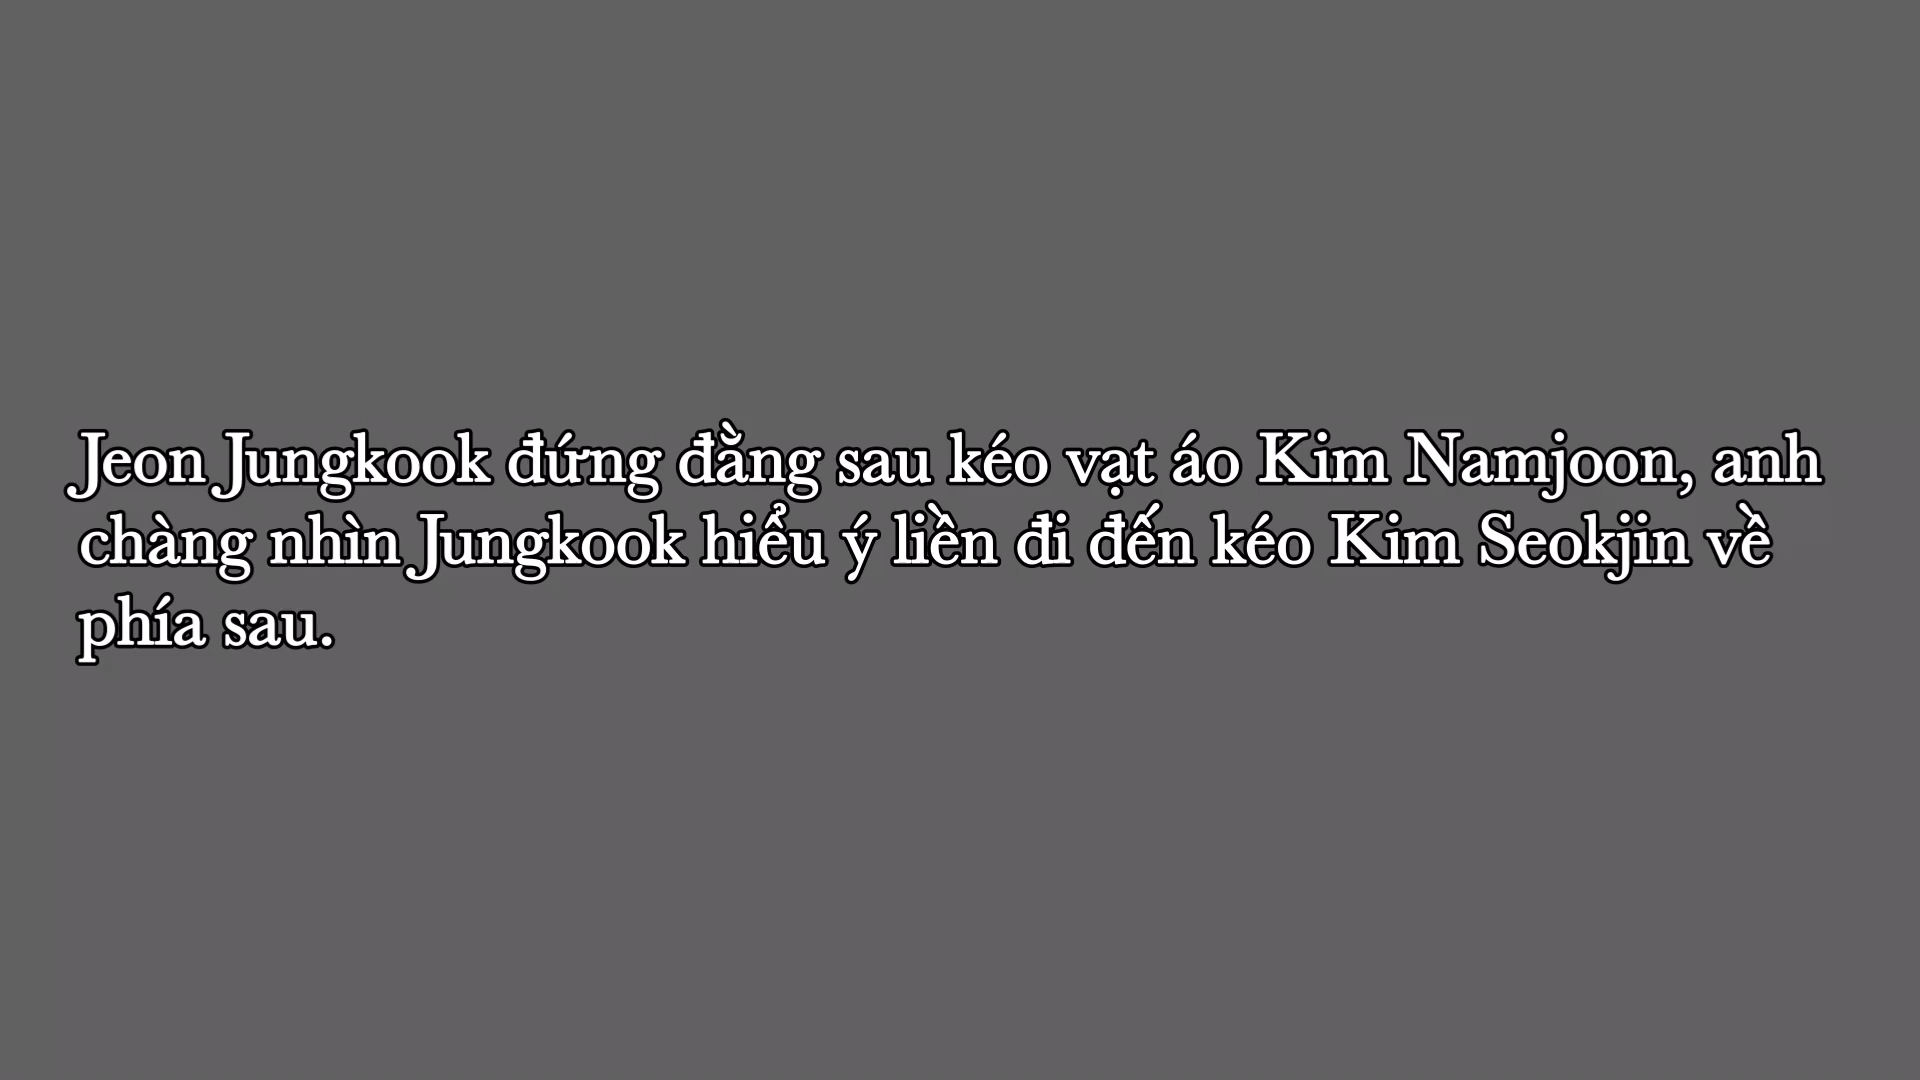 Jeon Jungkook đứng đằng sau kéo vạt áo Kim Namjoon, anh
chàng nhìn Jungkook hiểu ý liền đi đến kéo Kim Seokjin về
phía sau.